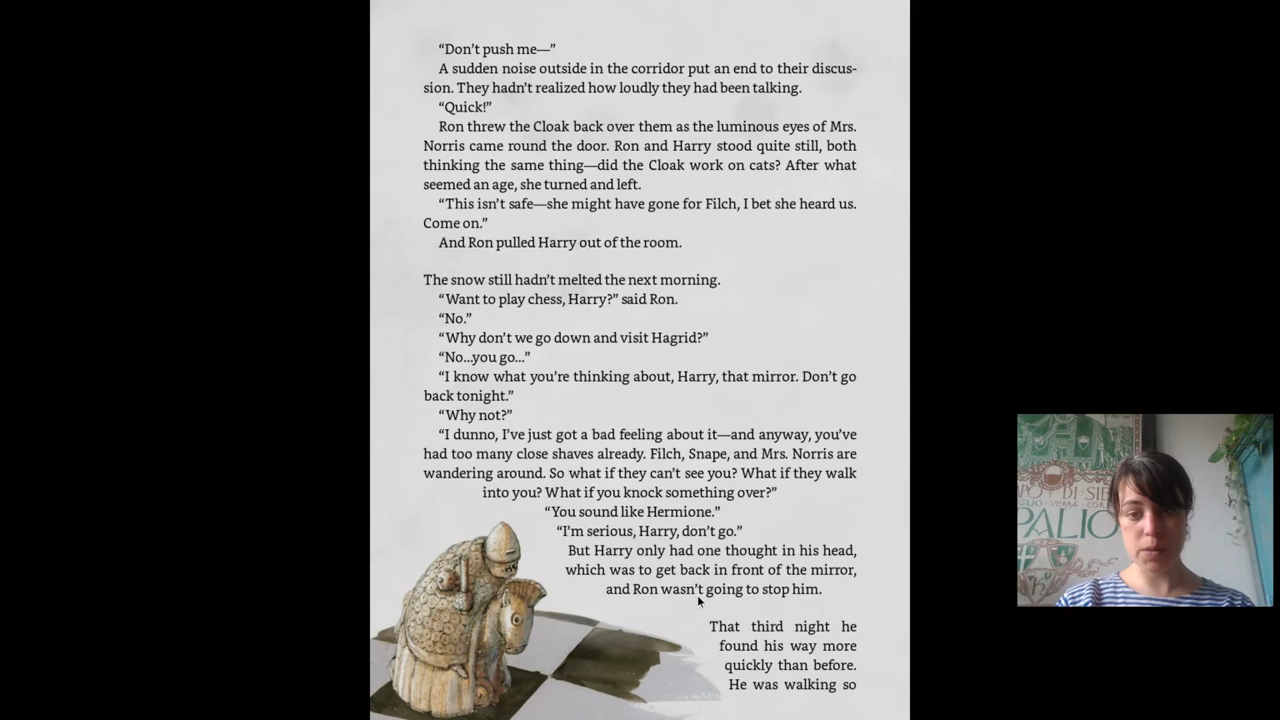 “Don’t push me—”
A sudden noise outside in the corridor put an end to their discus-
sion. They hadn’t realized how loudly they had been talking.
“Quick!”
Ron threw the Cloak back over them as the luminous eyes of Mrs.
Norris came round the door. Ron and Harry stood quite still, both
thinking the same thing—did the Cloak work on cats? After what
seemed an age, she turned and left.
“This isn’t safe—she might have gone for Filch, I bet she heard us.
Come on.”
And Ron pulled Harry out of the room.
The snow still hadn’t melted the next morning.
“Want to play chess, Harry?” said Ron.
“No.”
“Why don’t we go down and visit Hagrid?”
“No...you go...”
“I know what you’re thinking about, Harry, that mirror. Don’t go
back tonight.”
“Why not?”
“I dunno, I’ve just got a bad feeling about it—and anyway, you’ve
had too many close shaves already. Filch, Snape, and Mrs. Norris are
wandering around. So what if they can’t see you? What if they walk
into you? What if you knock something over?”
“You sound like Hermione.”
“I’m serious, Harry, don’t go.”
But Harry only had one thought in his head,
which was to get back in front of the mirror,
and Ron wasn’t going to stop him.
That third night he
found his way more
quickly than before.
He was walking so
PALIO